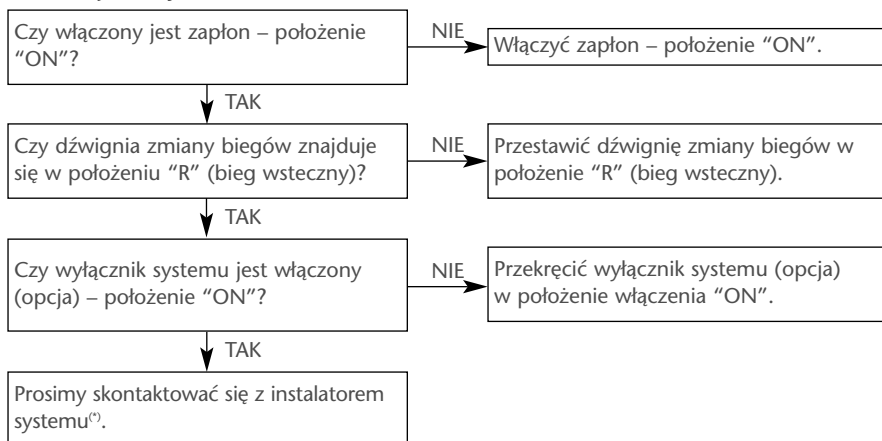 Czy włączony jest zapłon – położenie
“ON”?
NIE
Włączyć zapłon – położenie “ON”.
TAK
Czy dźwignia zmiany biegów znajduje
się w położeniu “R” (bieg wsteczny)?
NIE
Przestawić dźwignię zmiany biegów w
położenie “R” (bieg wsteczny).
TAK
Czy wyłącznik systemu jest włączony
(opcja) – położenie “ON”?
NIE
Przekręcić wyłącznik systemu (opcja)
w położenie włączenia “ON”.
TAK
Prosimy skontaktować się z instalatorem
systemu(*).